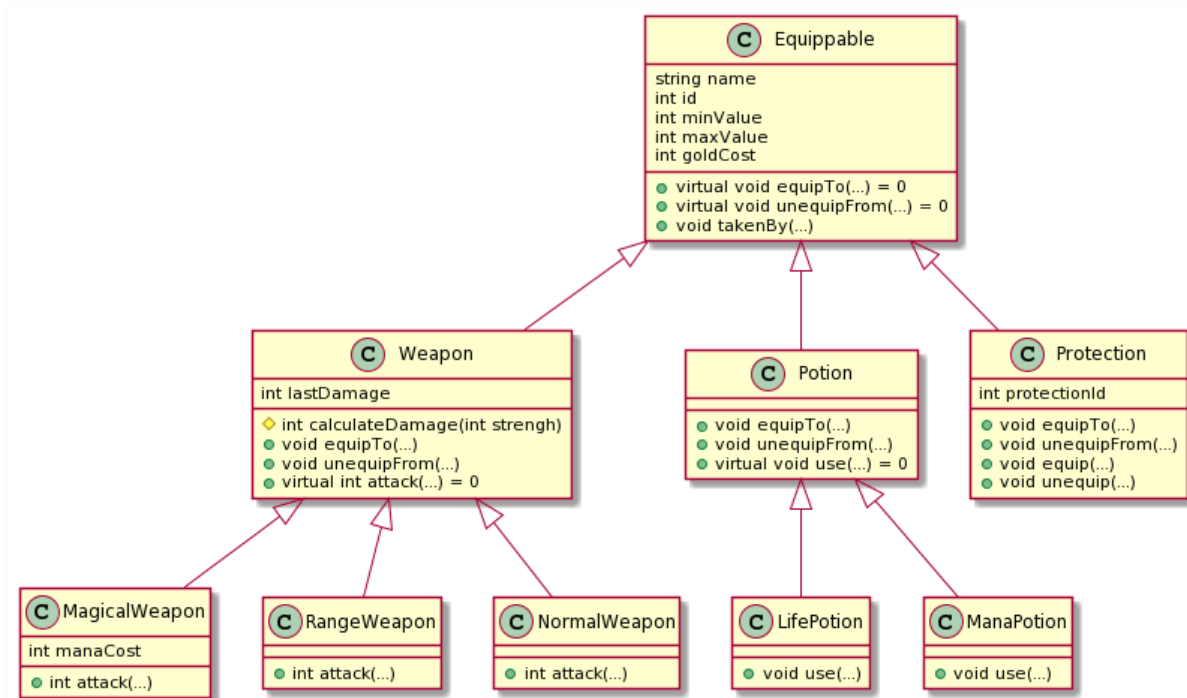 C Equippable
string name
int id
int minValue
int maxValue
int goldCost
virtual void equipTo(...) = 0
virtual void unequipFrom(...) = 0
void takenBy(...)
C Weapon
int lastDamage
int calculateDamage(int strengh)
void equipTo(...)
void unequipFrom(...)
virtual int attack(...) = 0
C Potion
void equipTo(...)
void unequipFrom(...)
virtual void use(...) = 0
C Protection
int protectionId
void equipTo(...)
void unequipFrom(...)
void equip(...)
void unequip(...)
C MagicalWeapon
int manaCost
int attack(...)
C RangeWeapon
int attack(...)
C NormalWeapon
int attack(...)
C LifePotion
void use(...)
C ManaPotion
void use(...)